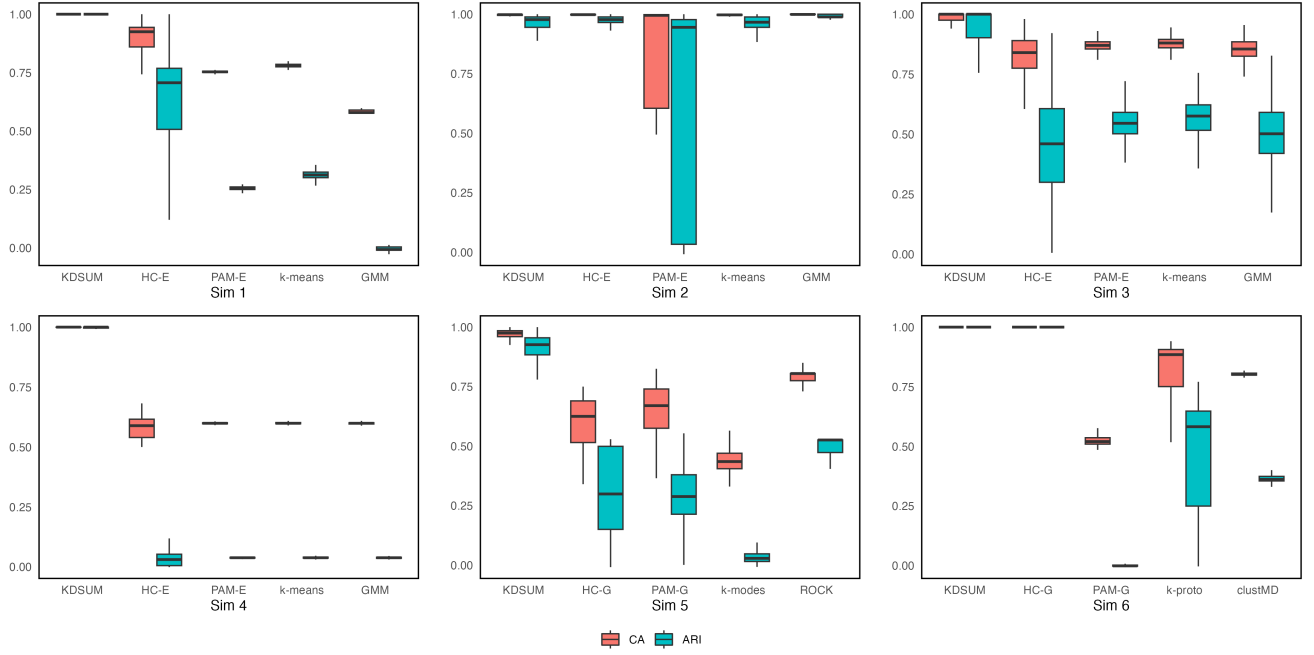 1.00
0.75
0.50
0.25
0.00
KDSUM HC-E PAM-E k-means GMM
Sim 1
1.00
0.75
0.50
0.25
0.00
KDSUM HC-E PAM-E k-means GMM
Sim 2
1.00
0.75
0.50
0.25
0.00
KDSUM HC-E PAM-E k-means GMM
Sim 3
1.00
0.75
0.50
0.25
0.00
KDSUM HC-E PAM-E k-means GMM
Sim 4
1.00
0.75
0.50
0.25
0.00
KDSUM HC-G PAM-G k-modes ROCK
Sim 5
1.00
0.75
0.50
0.25
0.00
KDSUM HC-G PAM-G k-proto clustMD
Sim 6
CA ARI